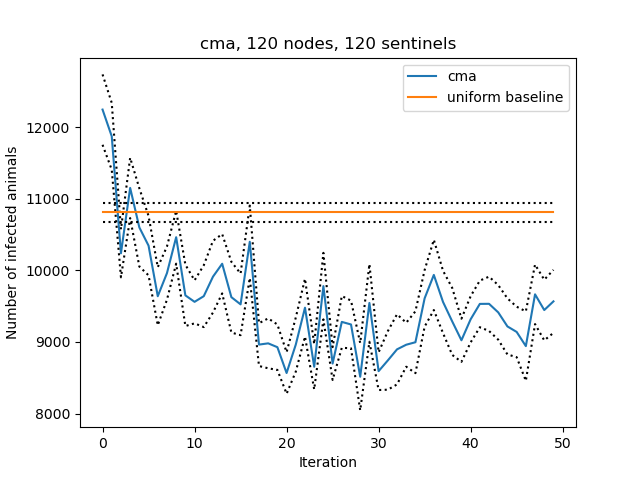 cma, 120 nodes, 120 sentinels
cma
uniform baseline
Number of infected animals
12000
11000
10000
9000
8000
0
10
20
30
40
50
Iteration